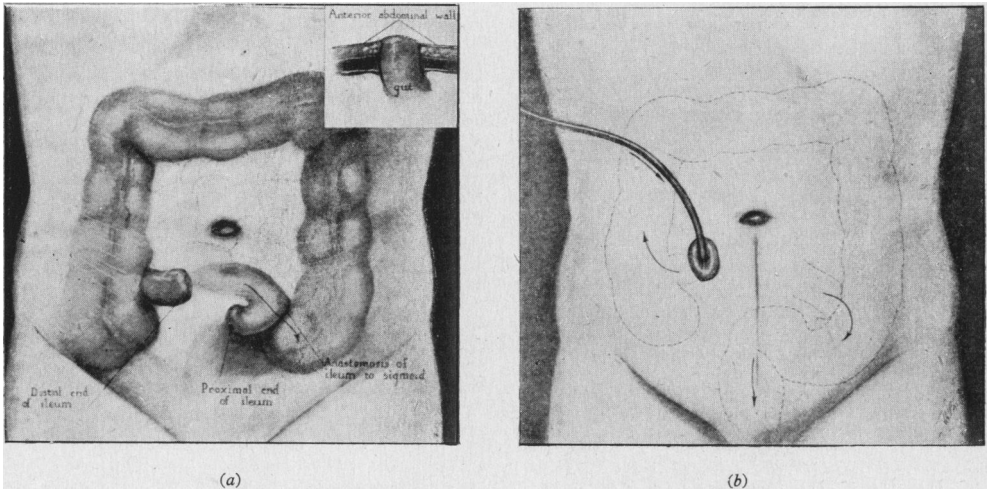 Anterior abdominal wall
gut
Distal end
of ileum
Proximal end
of ileum
Anastomosis of
ileum to sigmoid
(a)
(b)